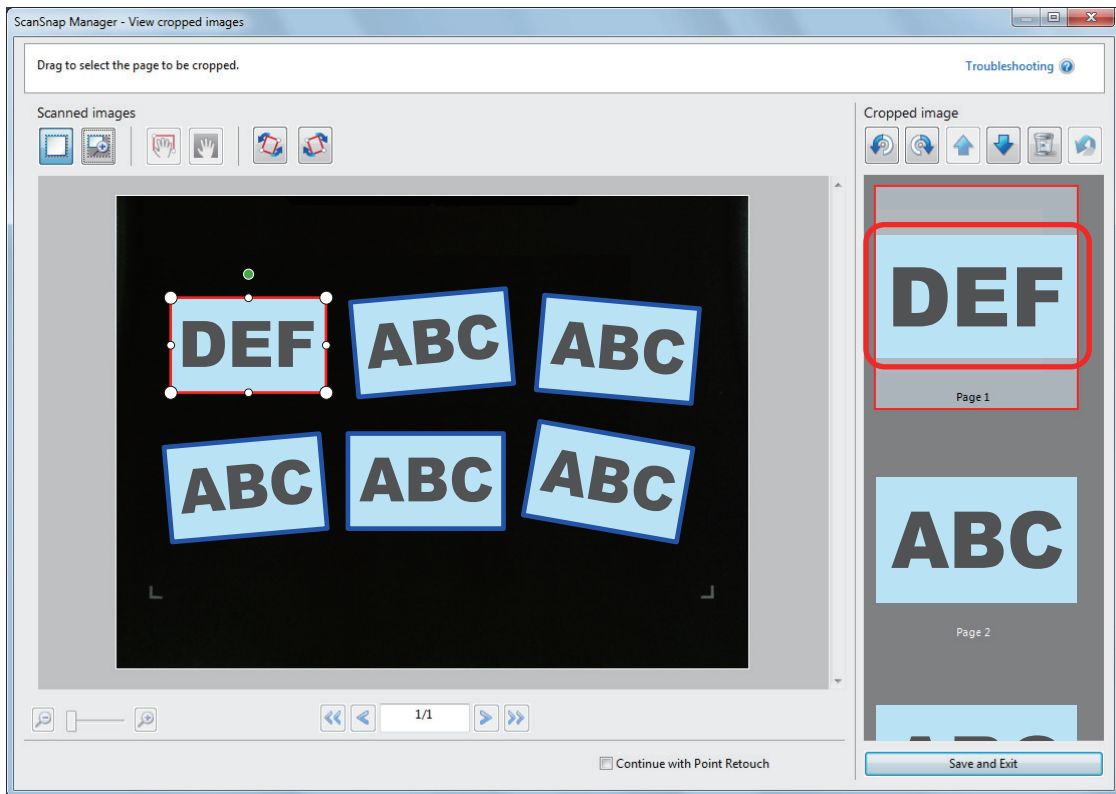 ScanSnap Manager - View cropped images
Drag to select the page to be cropped.
Troubleshooting
Scanned images
Cropped image
DEF
ABC
ABC
ABC
ABC
ABC
1/1
Continue with Point Retouch
DEF
Page 1
ABC
Page 2
Save and Exit